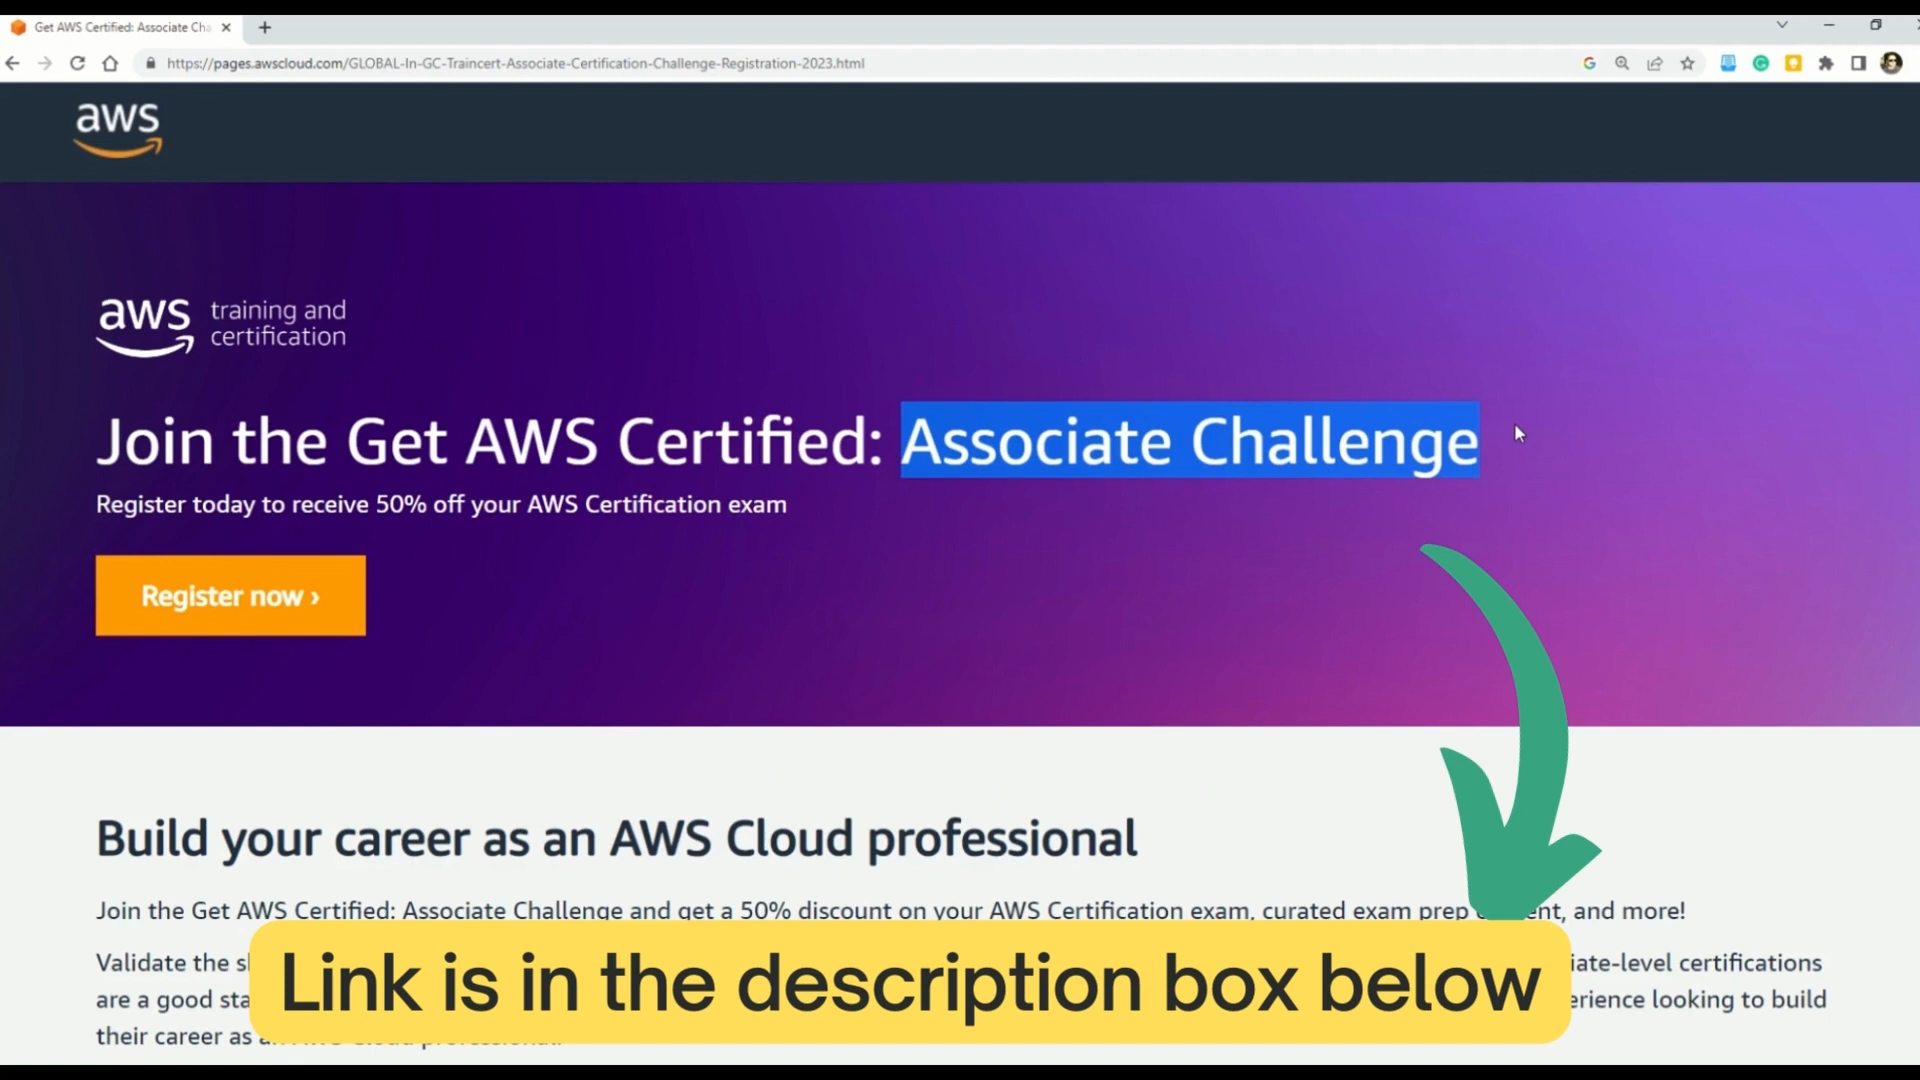 Get AWS Certified: Associate Cha
https://pages.awscloud.com/GLOBAL-In-GC-Traincert-Associate-Certification-Challenge-Registration-2023.html
aws
aws training and
certification
Join the Get AWS Certified: Associate Challenge
Register today to receive 50% off your AWS Certification exam
Register now ›
Build your career as an AWS Cloud professional
Join the Get AWS Certified: Associate Challenge and get a 50% discount on your AWS Certification exam, curated exam prep and more!
Validate the iate-level certifications
are a good erience looking to build
their career as
Link is in the description box below